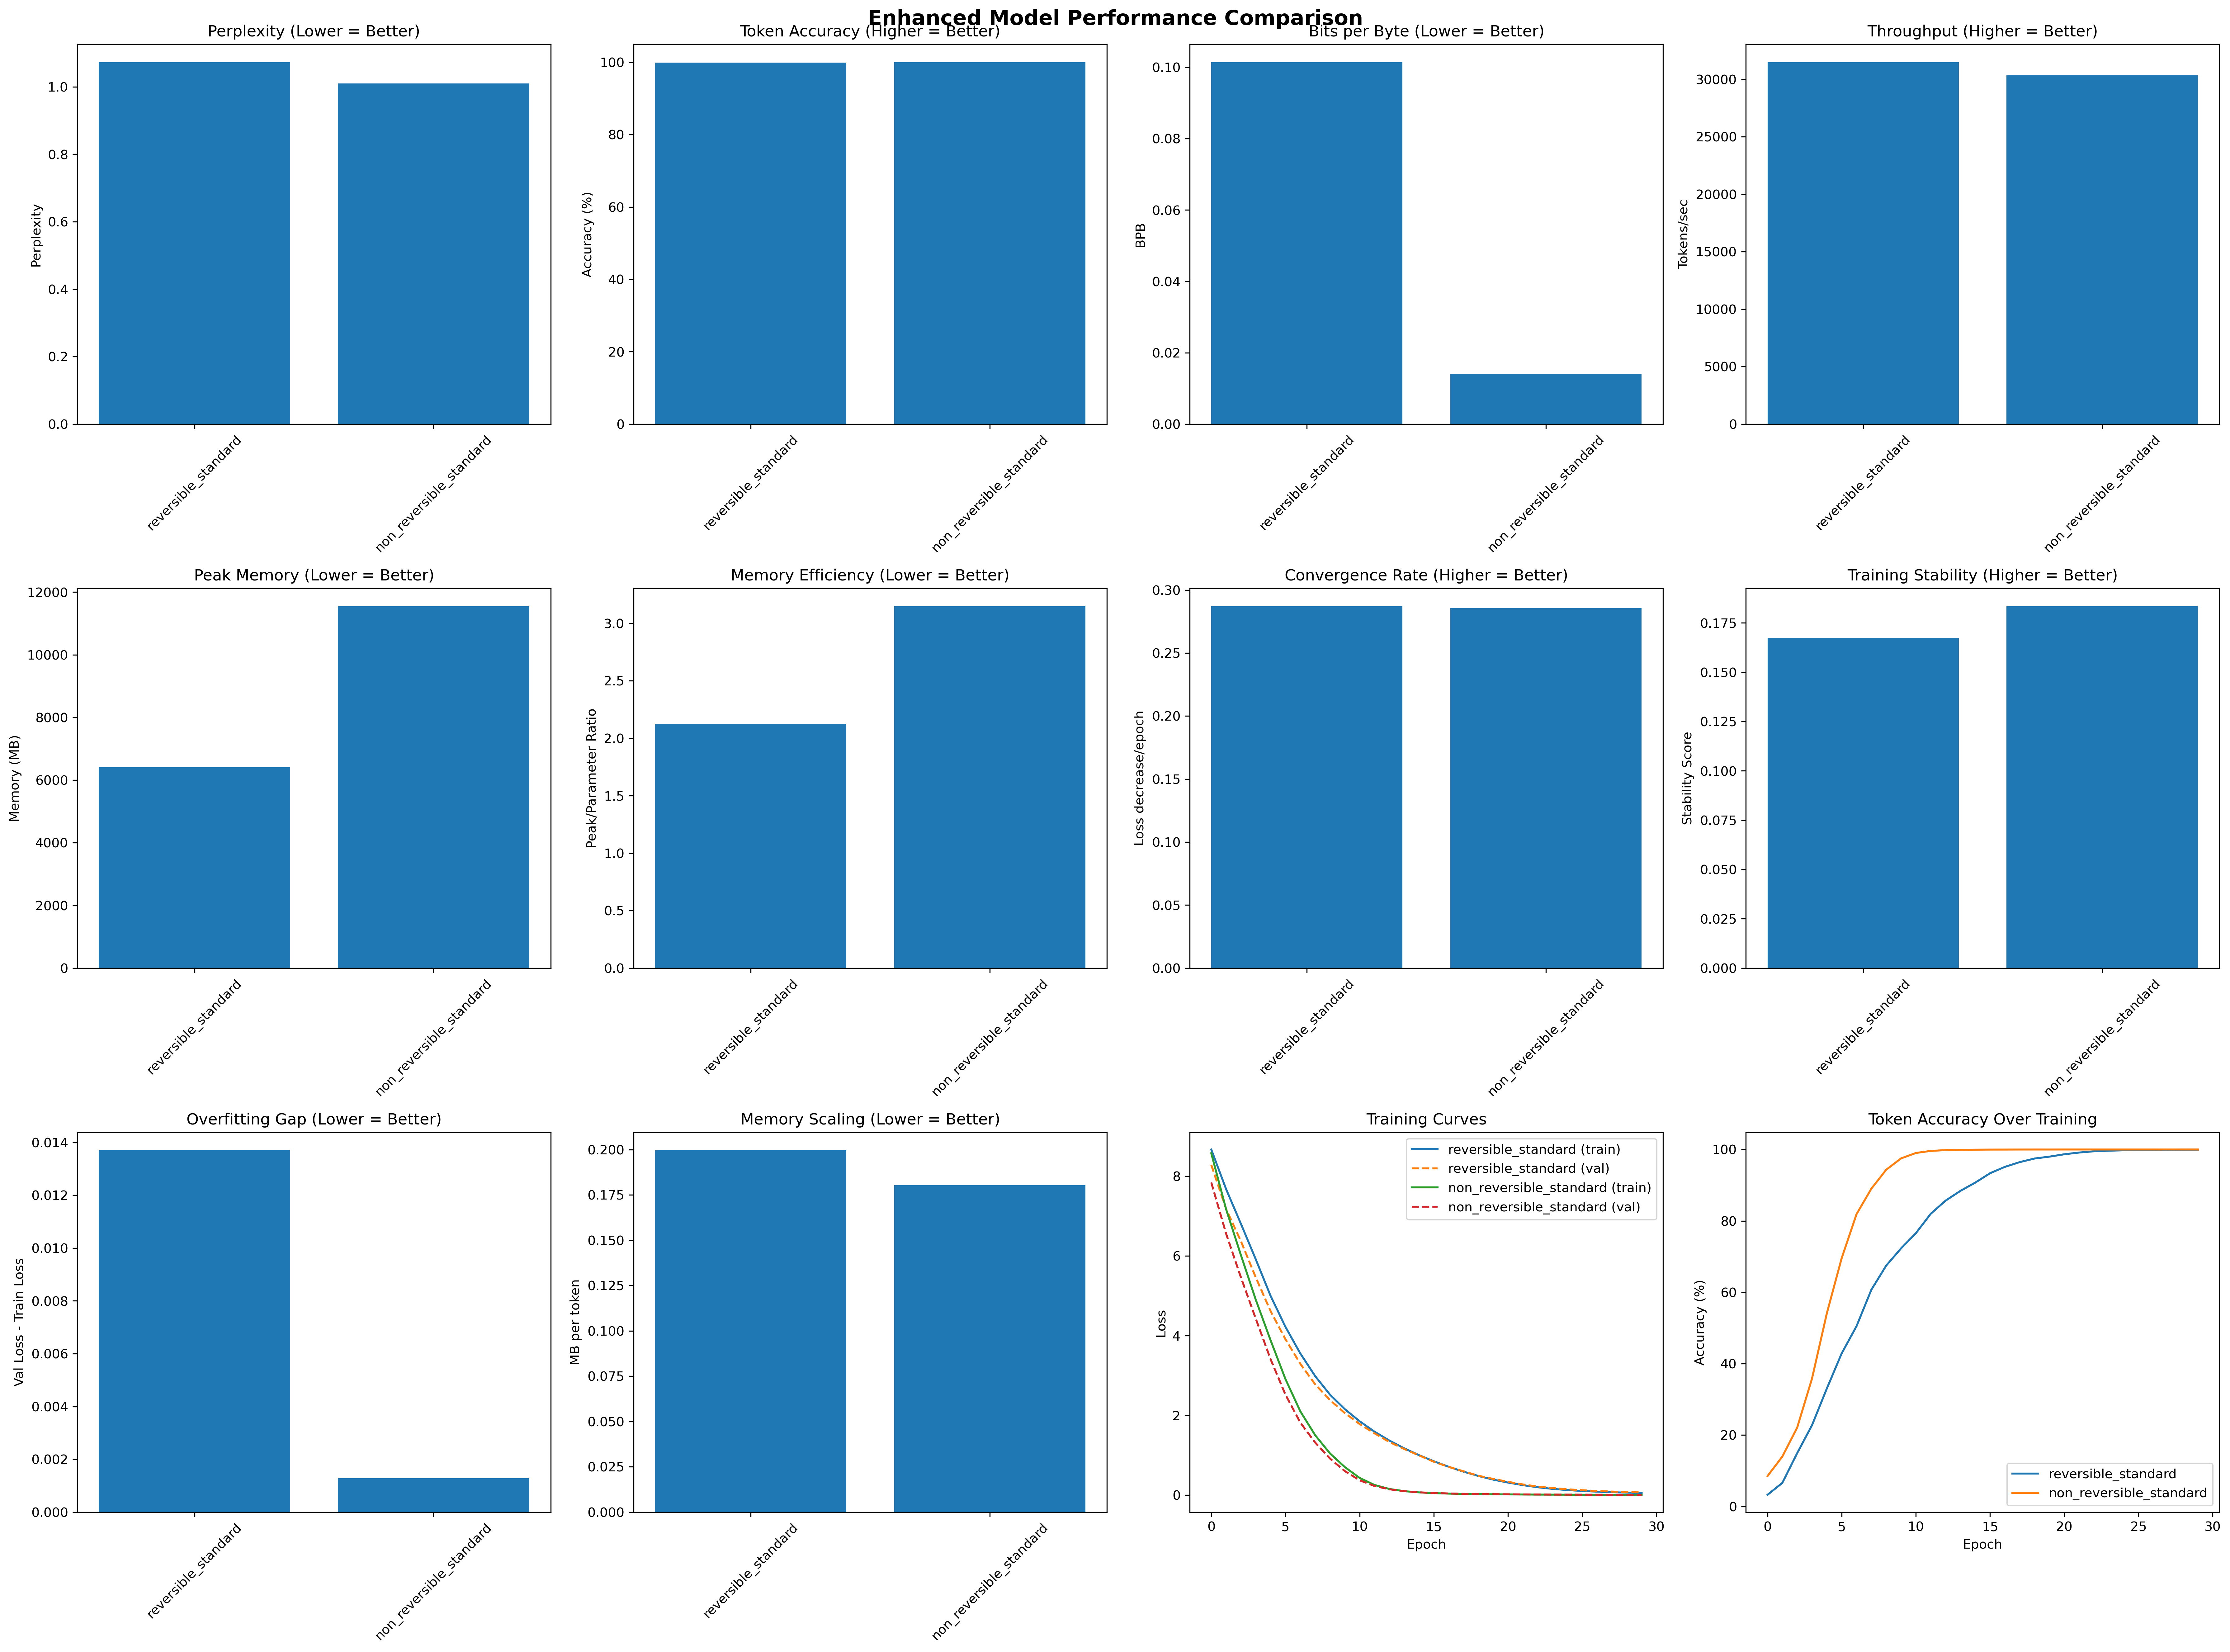 Enhanced Model Performance Comparison
Perplexity (Lower = Better)
Perplexity
1.0
0.8
0.6
0.4
0.2
0.0
reversible_standard
non_reversible_standard
Token Accuracy (Higher = Better)
Accuracy (%)
100
80
60
40
20
0
reversible_standard
non_reversible_standard
Bits per Byte (Lower = Better)
BPB
0.10
0.08
0.06
0.04
0.02
0.00
reversible_standard
non_reversible_standard
Throughput (Higher = Better)
Tokens/sec
30000
25000
20000
15000
10000
5000
0
reversible_standard
non_reversible_standard
Peak Memory (Lower = Better)
Memory (MB)
12000
10000
8000
6000
4000
2000
0
reversible_standard
non_reversible_standard
Memory Efficiency (Lower = Better)
Peak/Parameter Ratio
3.0
2.5
2.0
1.5
1.0
0.5
0.0
reversible_standard
non_reversible_standard
Convergence Rate (Higher = Better)
Loss decrease/epoch
0.30
0.25
0.20
0.15
0.10
0.05
0.00
reversible_standard
non_reversible_standard
Training Stability (Higher = Better)
Stability Score
0.175
0.150
0.125
0.100
0.075
0.050
0.025
0.000
reversible_standard
non_reversible_standard
Overfitting Gap (Lower = Better)
Val Loss - Train Loss
0.014
0.012
0.010
0.008
0.006
0.004
0.002
0.000
reversible_standard
non_reversible_standard
Memory Scaling (Lower = Better)
MB per token
0.200
0.175
0.150
0.125
0.100
0.075
0.050
0.025
0.000
reversible_standard
non_reversible_standard
Training Curves
reversible_standard (train)
reversible_standard (val)
non_reversible_standard (train)
non_reversible_standard (val)
Loss
8
6
4
2
0
0 5 10 15 20 25 30
Epoch
Token Accuracy Over Training
Accuracy (%)
100
80
60
40
20
0
reversible_standard
non_reversible_standard
0 5 10 15 20 25 30
Epoch